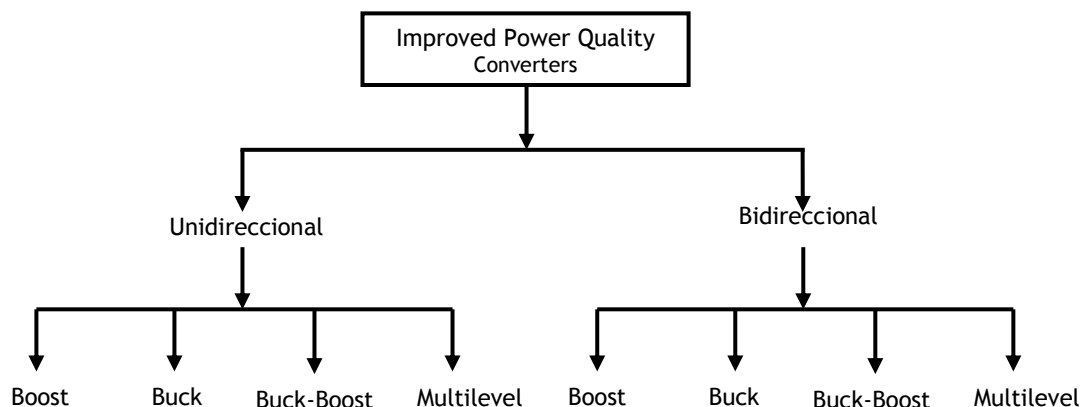 Improved Power Quality
Converters
Unidireccional
Bidireccional
Boost
Buck
Buck-Boost
Multilevel
Boost
Buck
Buck-Boost
Multilevel